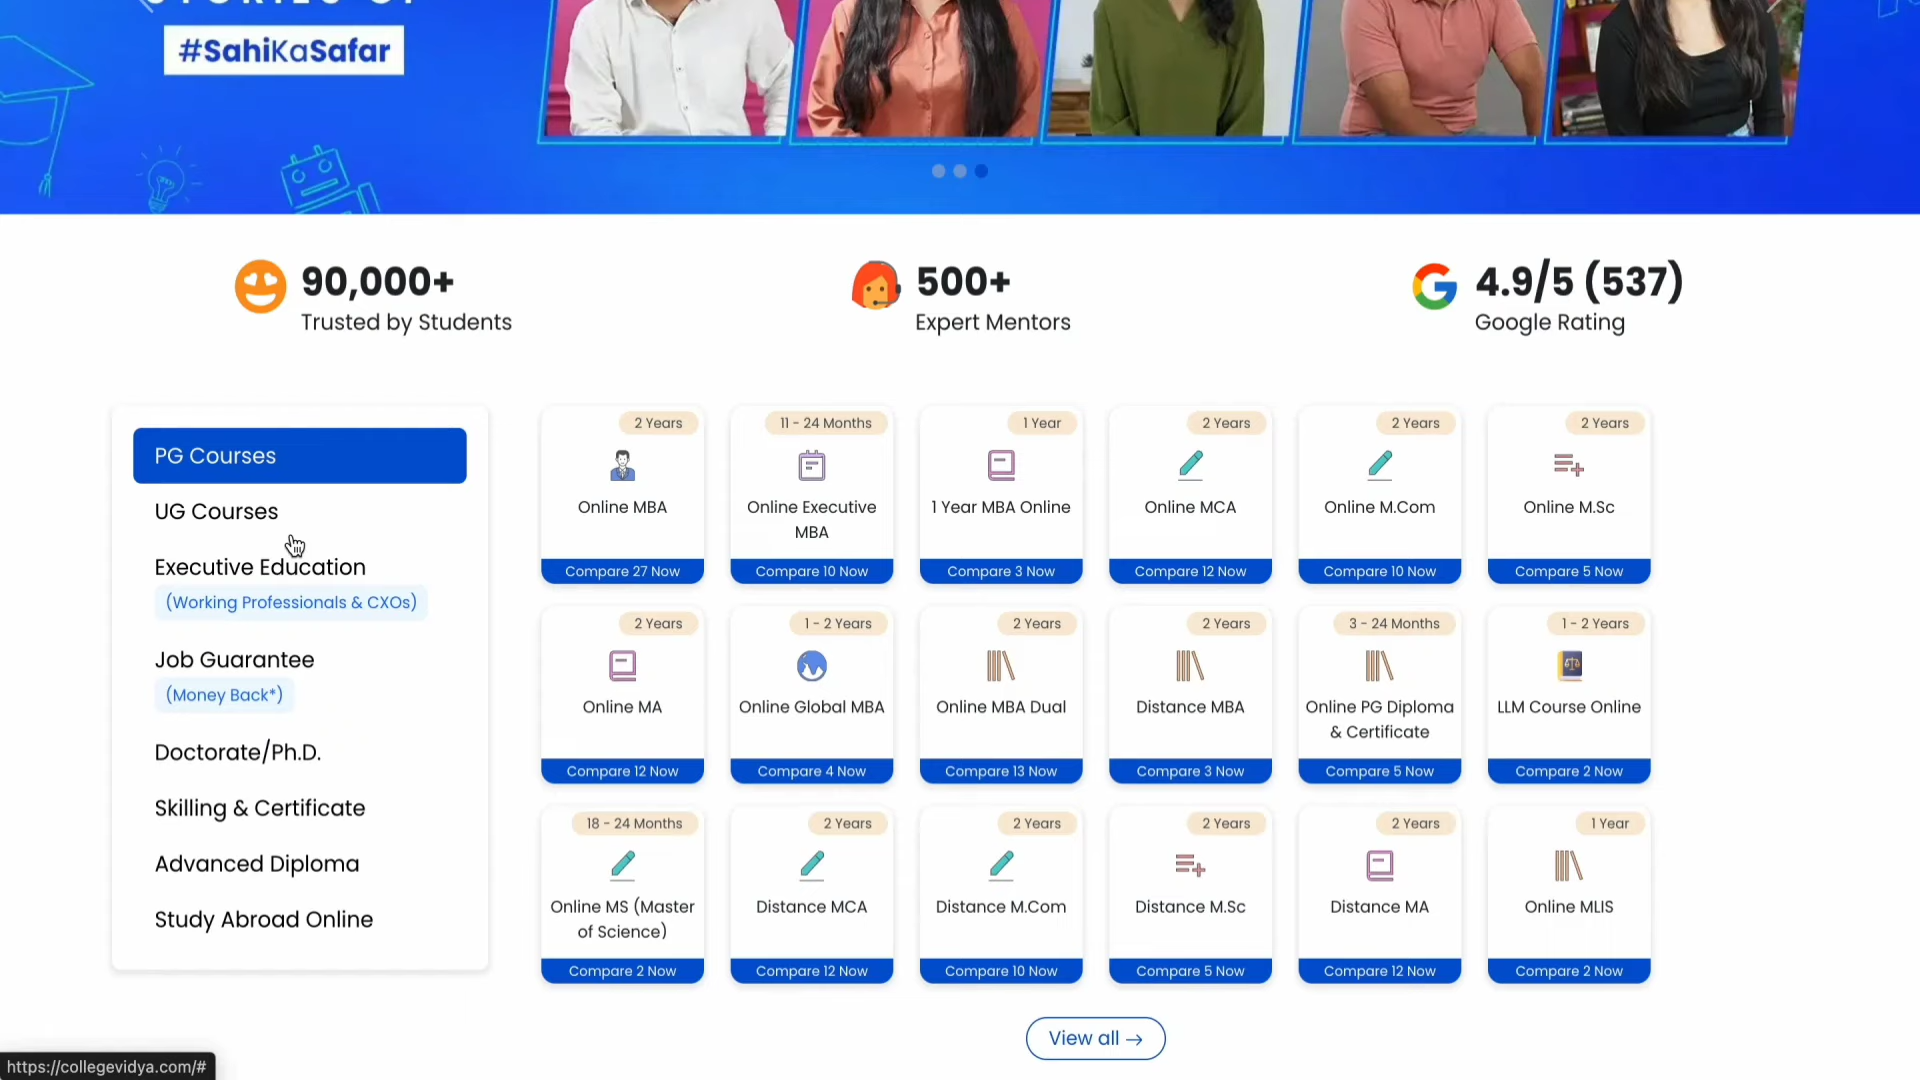 #SahiKaSafar
90,000+
Trusted by Students
500+
Expert Mentors
4.9/5 (537)
Google Rating
PG Courses
UG Courses
Executive Education
(Working Professionals & CXOs)
Job Guarantee
(Money Back*)
Doctorate/Ph.D.
Skilling & Certificate
Advanced Diploma
Study Abroad Online
2 Years
Online MBA
Compare 27 Now
11 - 24 Months
Online Executive
MBA
Compare 10 Now
1 Year
1 Year MBA Online
Compare 3 Now
2 Years
Online MCA
Compare 12 Now
2 Years
Online M.Com
Compare 10 Now
2 Years
Online M.Sc
Compare 5 Now
2 Years
Online MA
Compare 12 Now
1 - 2 Years
Online Global MBA
Compare 4 Now
2 Years
Online MBA Dual
Compare 13 Now
2 Years
Distance MBA
Compare 3 Now
3 - 24 Months
Online PG Diploma
& Certificate
Compare 5 Now
1 - 2 Years
LLM Course Online
Compare 2 Now
18 - 24 Months
Online MS (Master
of Science)
Compare 2 Now
2 Years
Distance MCA
Compare 12 Now
2 Years
Distance M.Com
Compare 10 Now
2 Years
Distance M.Sc
Compare 5 Now
2 Years
Distance MA
Compare 12 Now
1 Year
Online MLIS
Compare 2 Now
View all →
https://collegevidya.com/#